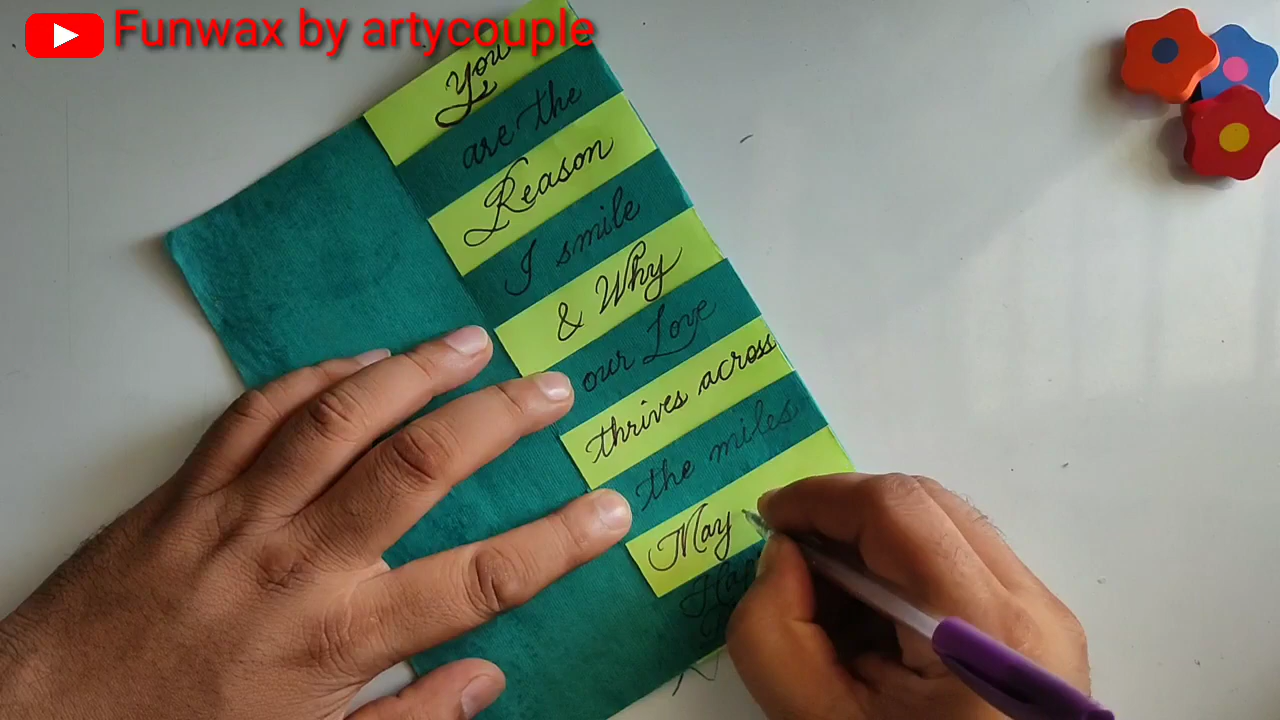 Funwax by artycouple
You
are the
Reason
I smile
& Why
our Love
thrives across
the miles
May